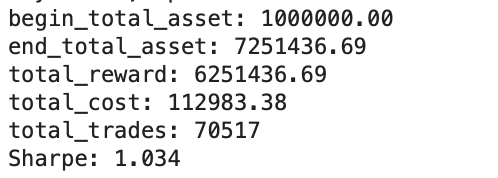 begin_total_asset: 1000000.00
end_total_asset: 7251436.69
total_reward: 6251436.69
total_cost: 112983.38
total_trades: 70517
Sharpe: 1.034